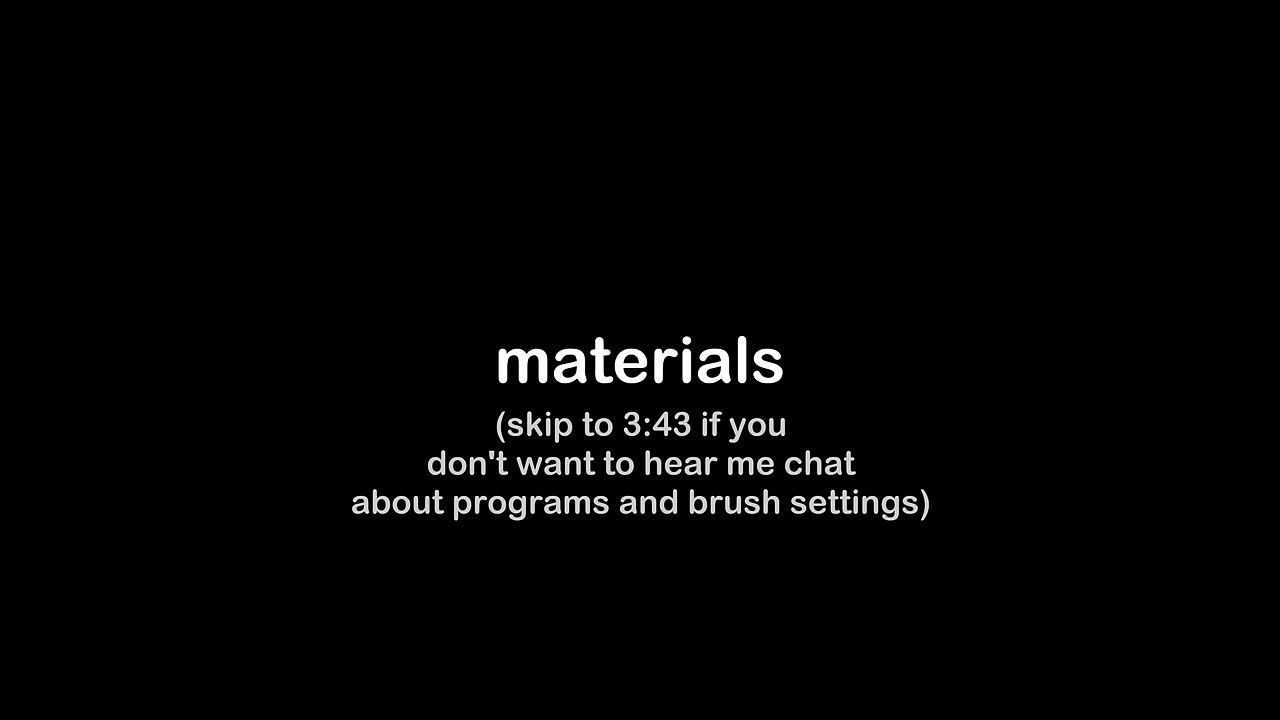 materials
(skip to 3:43 if you
don't want to hear me chat
about programs and brush settings)